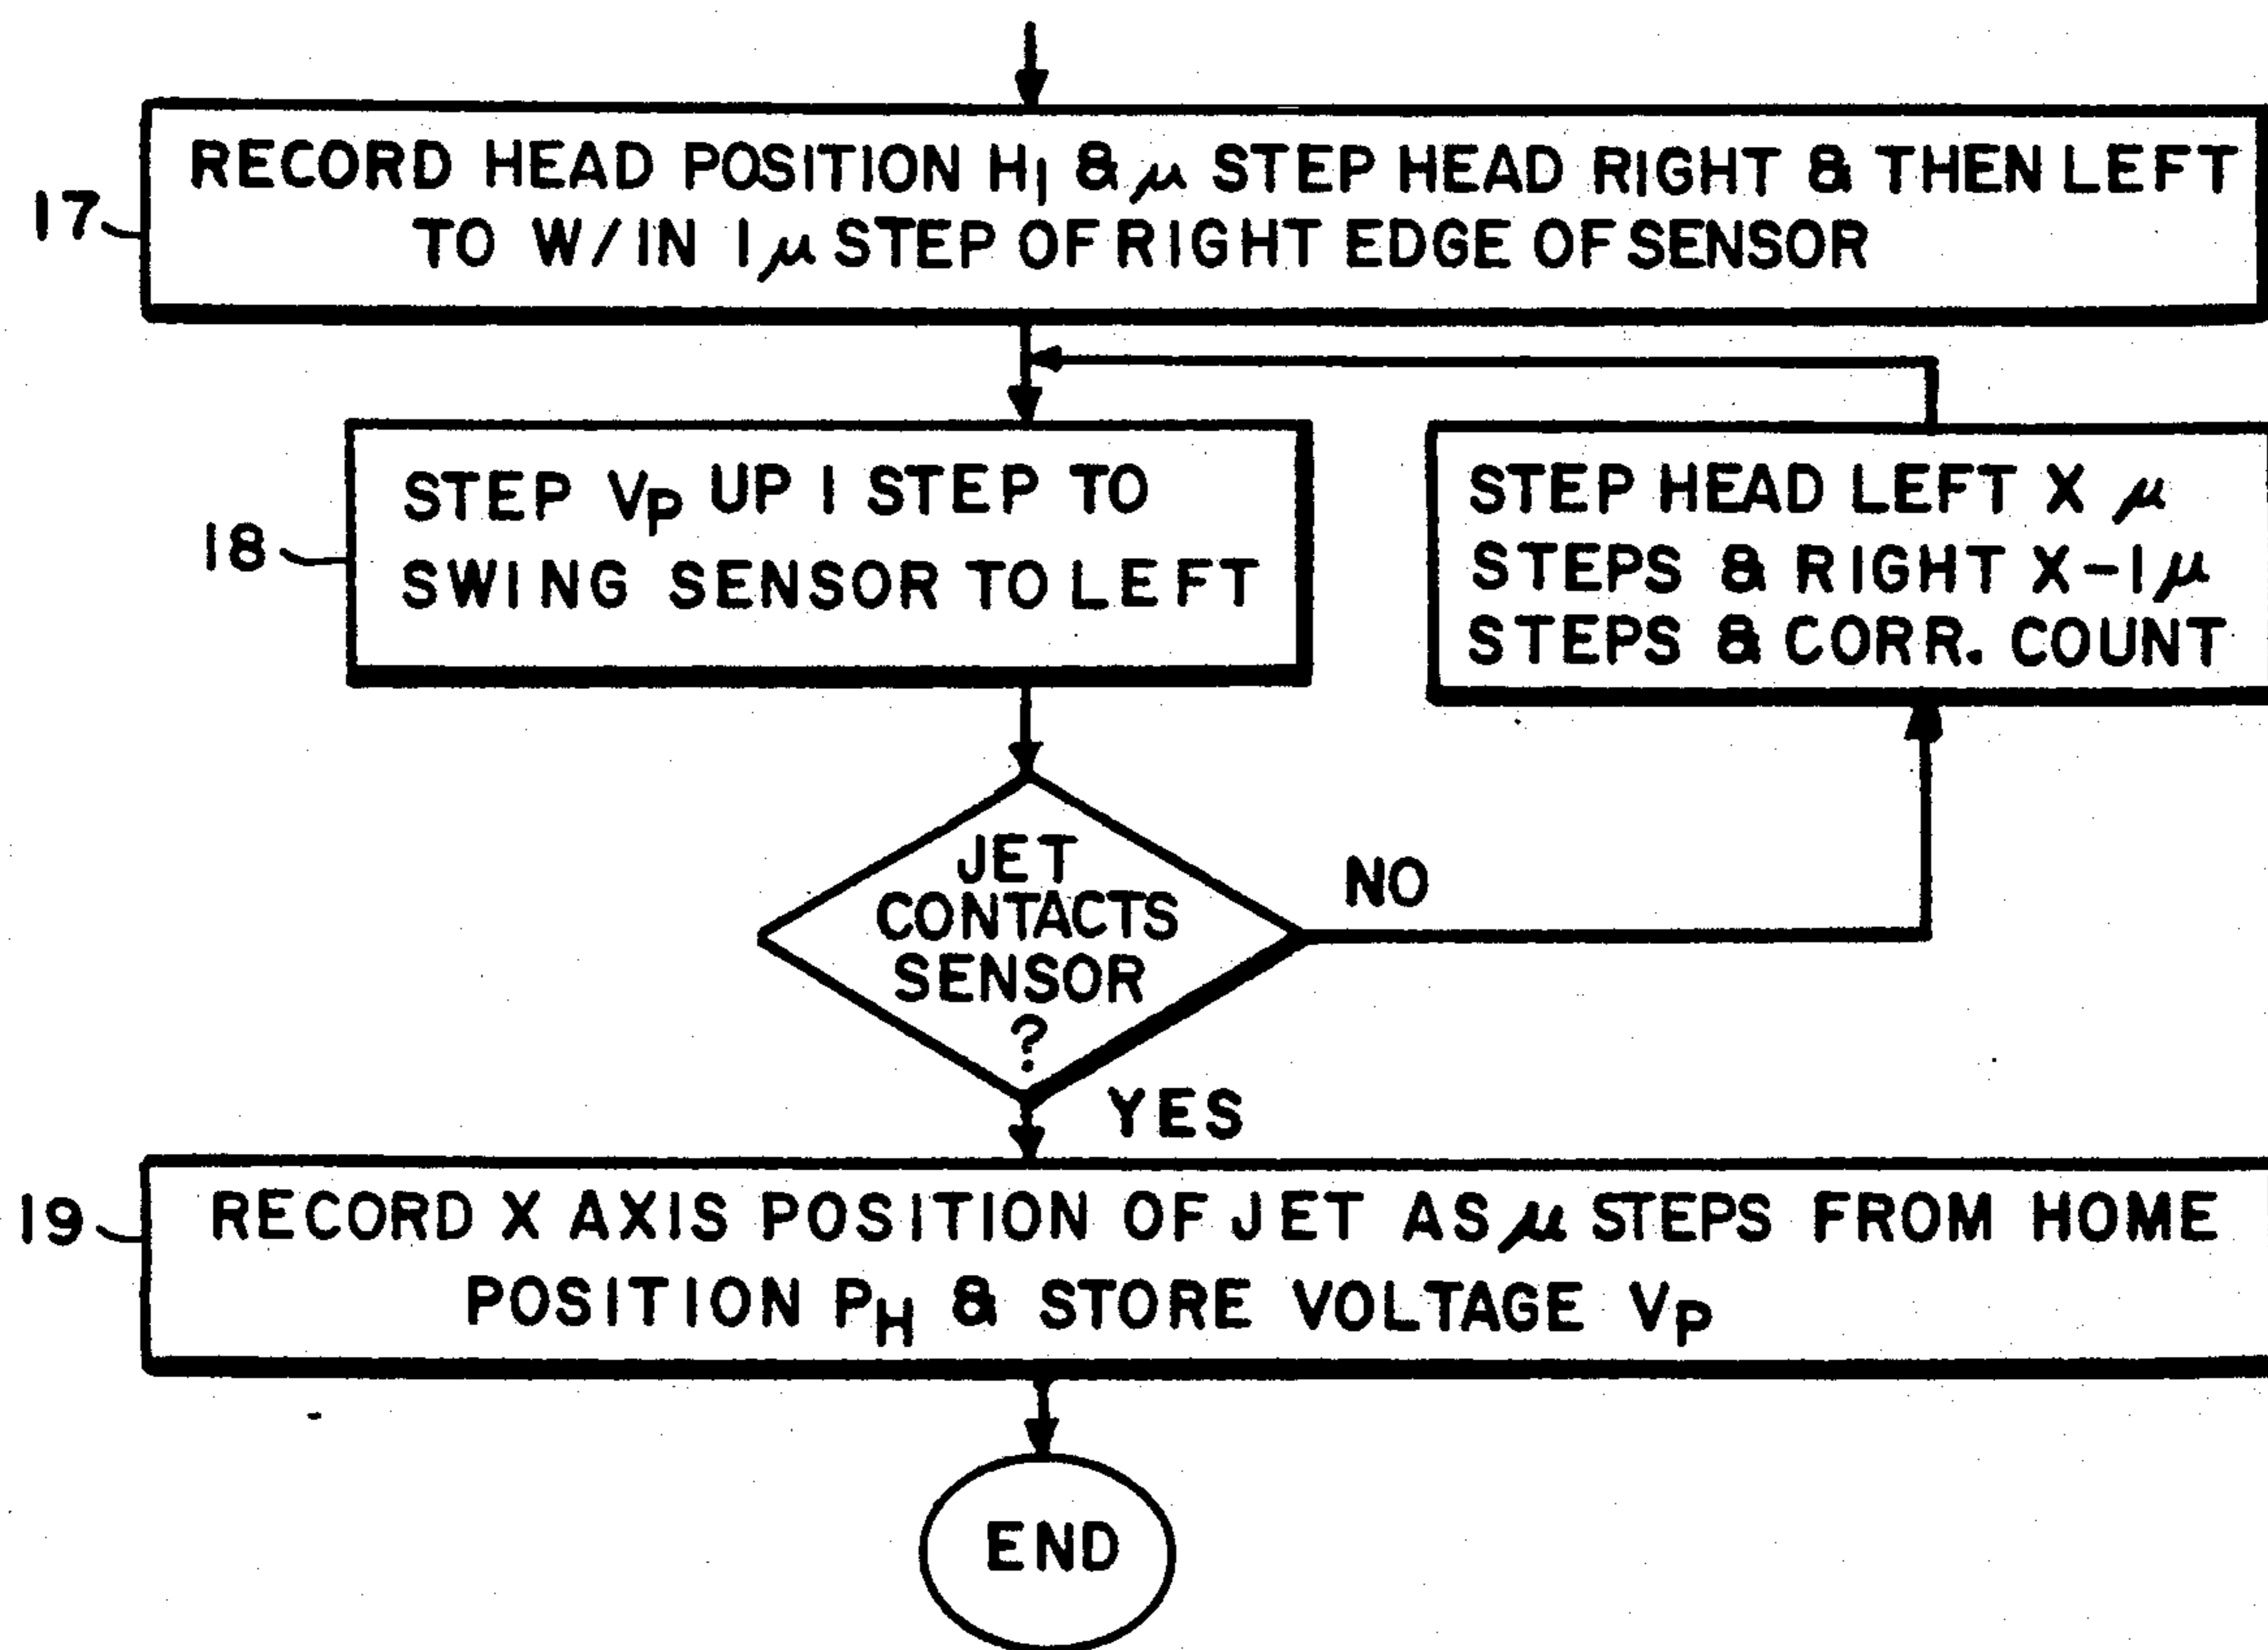 RECORD HEAD POSITION H1 & μ STEP HEAD RIGHT & THEN LEFT
TO W/IN 1μ STEP OF RIGHT EDGE OF SENSOR
17
STEP VP UP 1 STEP TO
SWING SENSOR TO LEFT
18
STEP HEAD LEFT X μ
STEPS & RIGHT X-1μ
STEPS & CORR. COUNT
JET
CONTACTS
SENSOR
?
NO
YES
19
RECORD X AXIS POSITION OF JET AS μ STEPS FROM HOME
POSITION PH & STORE VOLTAGE VP
END